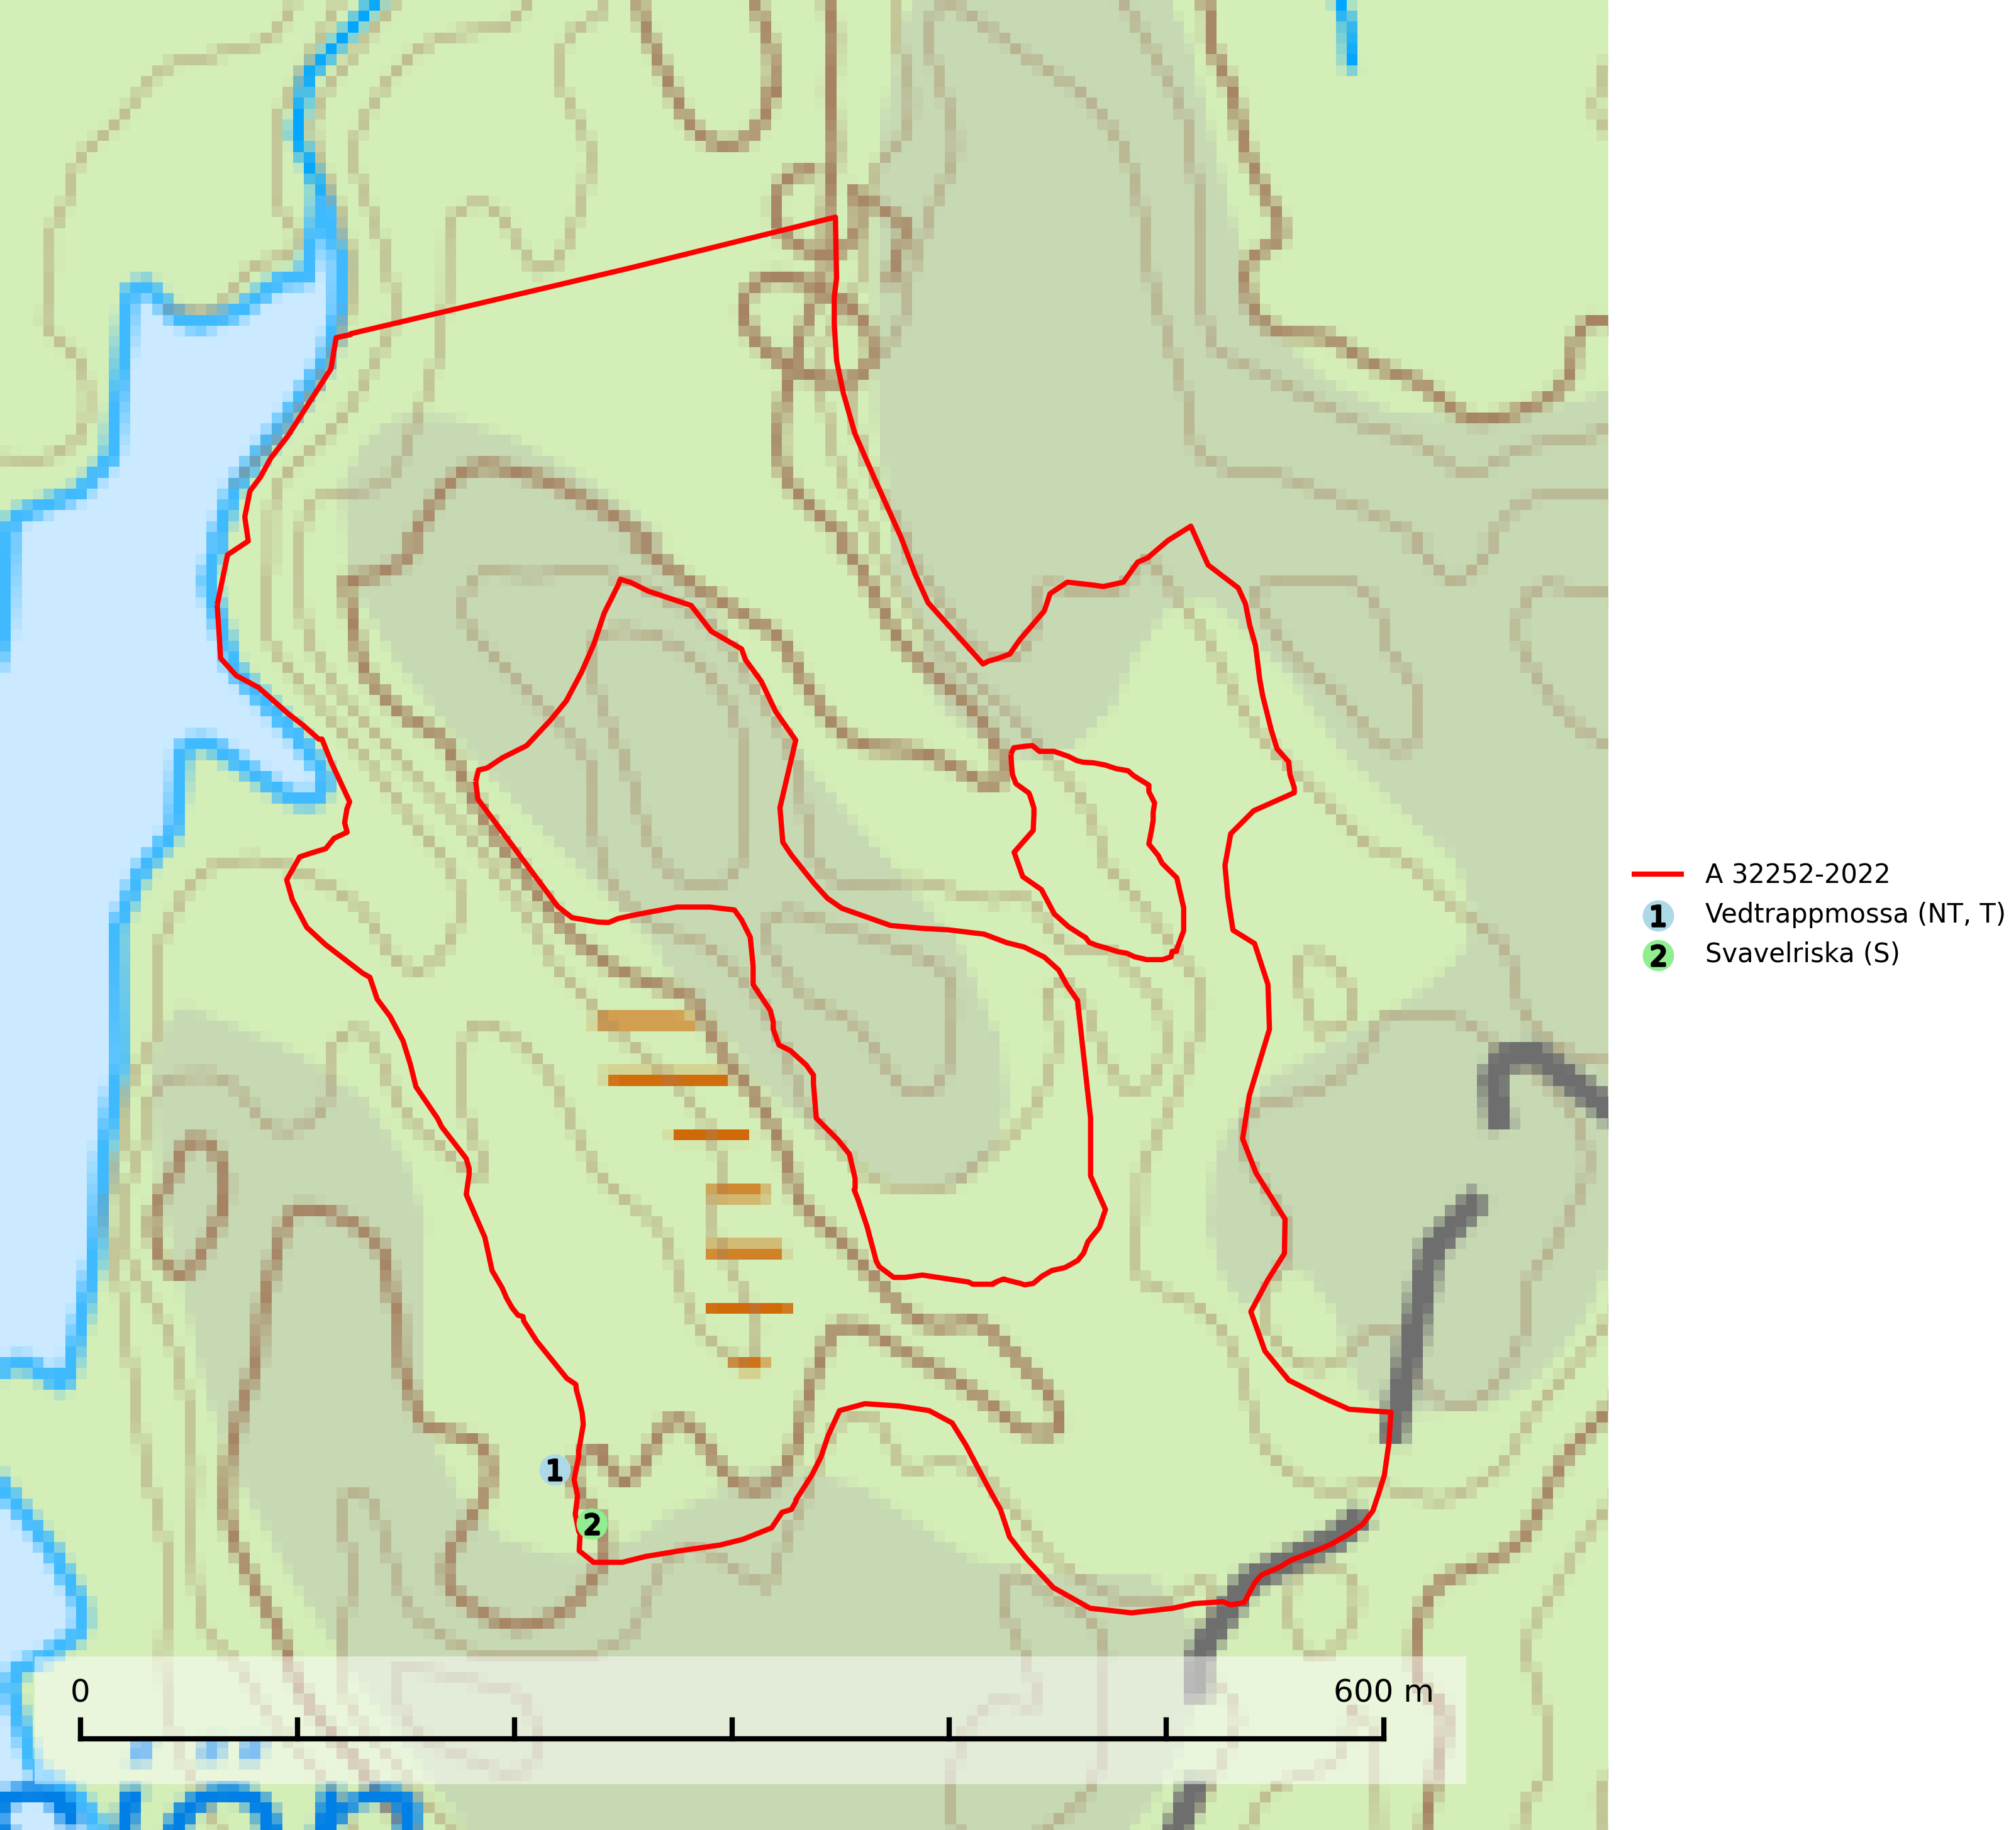 A 32252-2022
1 Vedtrappmossa (NT, T)
2 Svavelriska (S)
1
2
0 600 m